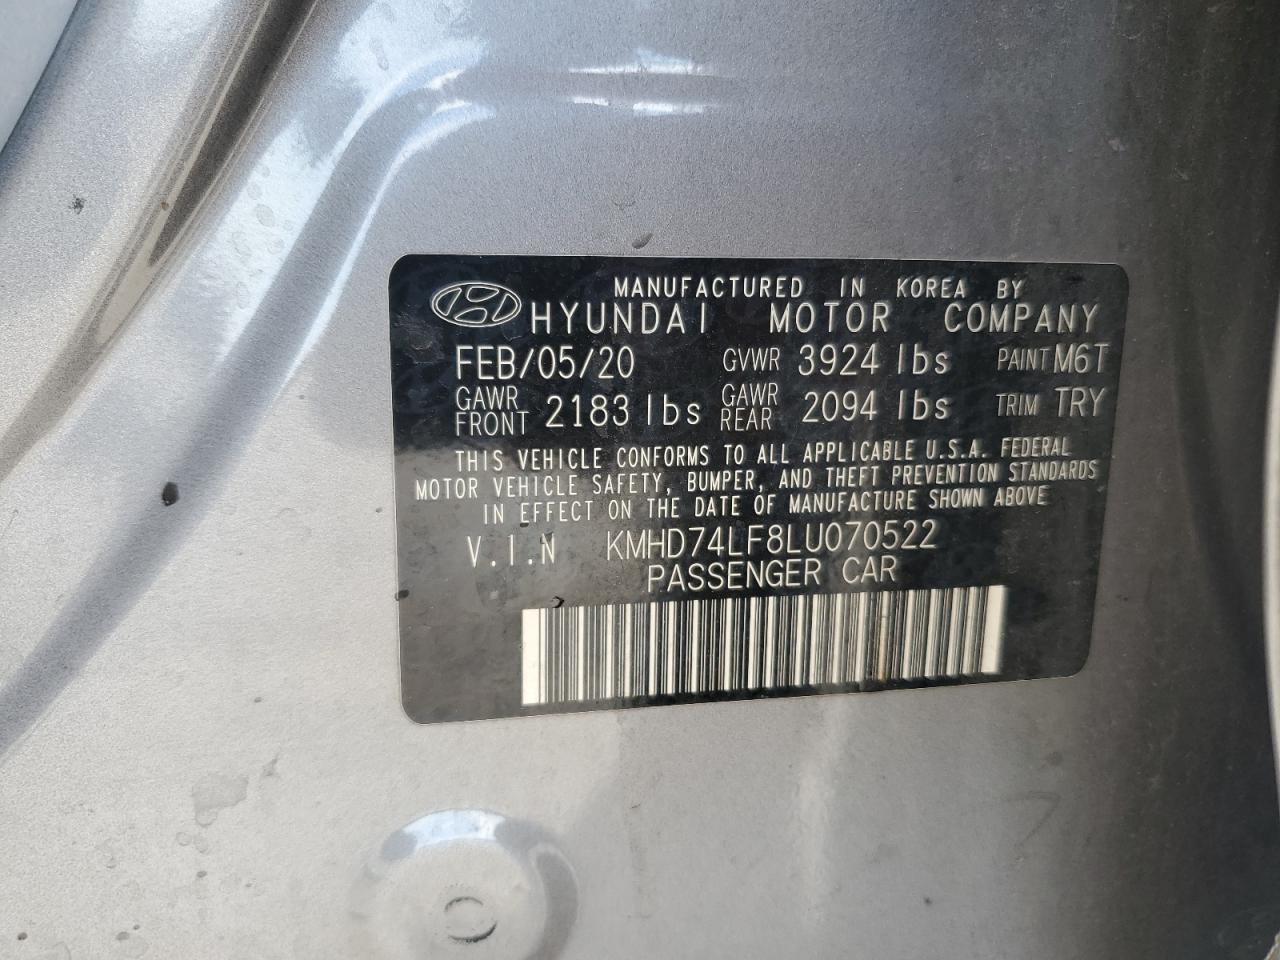 MANUFACTURED IN KOREA BY
HYUNDAI MOTOR COMPANY
FEB/05/20 GVWR 3924 lbs PAINT M6T
GAWR FRONT 2183 lbs GAWR REAR 2094 lbs TRIM TRY
THIS VEHICLE CONFORMS TO ALL APPLICABLE U.S.A. FEDERAL
MOTOR VEHICLE SAFETY, BUMPER, AND THEFT PREVENTION STANDARDS
IN EFFECT ON THE DATE OF MANUFACTURE SHOWN ABOVE
V.I.N KMHD74LF8LU070522
PASSENGER CAR